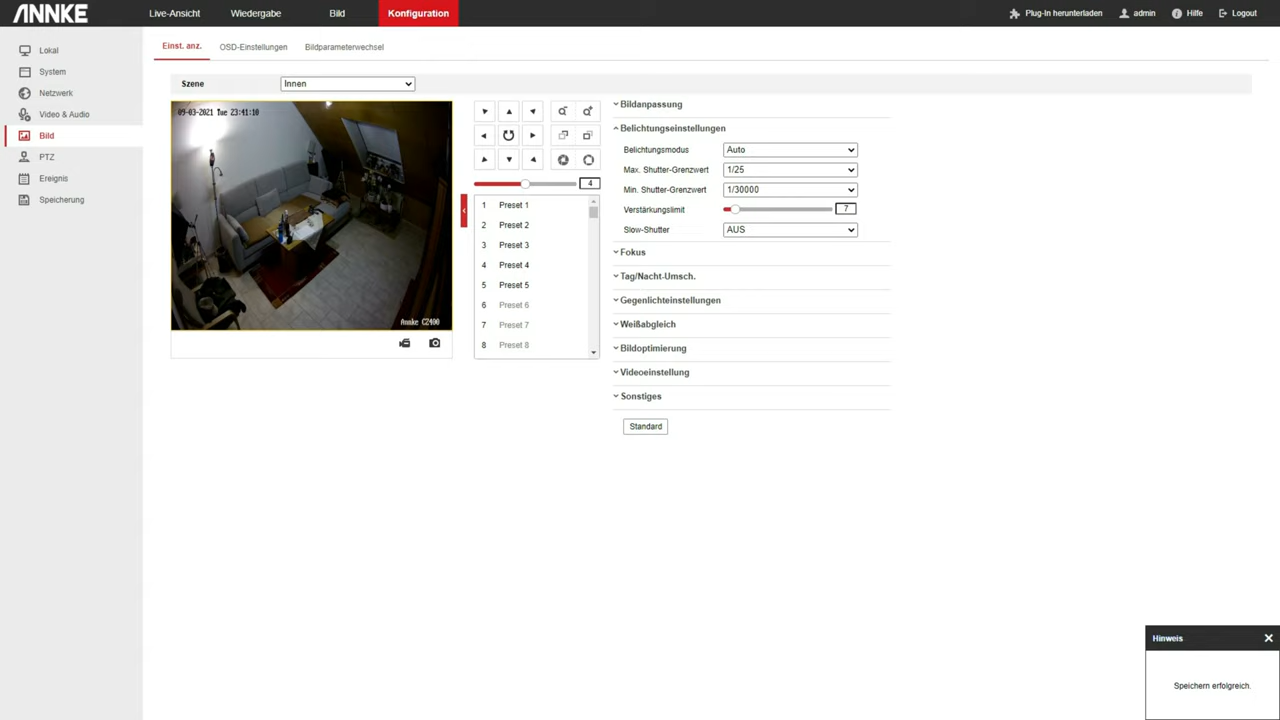 ANNKE
Live-Ansicht
Wiedergabe
Bild
Konfiguration
Plug-In herunterladen
admin
Hilfe
Logout
Lokal
System
Netzwerk
Video & Audio
Bild
PTZ
Ereignis
Speicherung
Einst. anz.
OSD-Einstellungen
Bildparameterwechsel
Szene
Innen
09-03-2021 Tue 23:41:10
Annke C2400
4
1 Preset 1
2 Preset 2
3 Preset 3
4 Preset 4
5 Preset 5
6 Preset 6
7 Preset 7
8 Preset 8
Bildanpassung
Belichtungseinstellungen
Belichtungsmodus Auto
Max. Shutter-Grenzwert 1/25
Min. Shutter-Grenzwert 1/30000
Verstärkungslimit 7
Slow-Shutter AUS
Fokus
Tag/Nacht-Umsch.
Gegenlichteinstellungen
Weißabgleich
Bildoptimierung
Videoeinstellung
Sonstiges
Standard
Hinweis
Speichern erfolgreich.